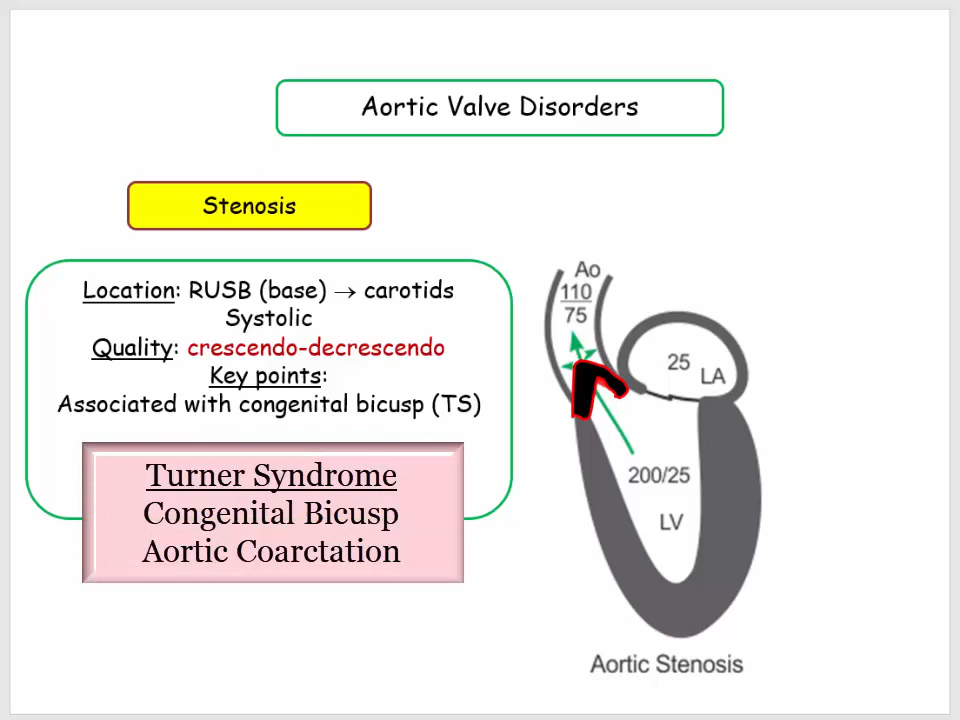 Aortic Valve Disorders
Stenosis
Location: RUSB (base) → carotids
Systolic
Quality: crescendo-decrescendo
Key points:
Associated with congenital bicusp (TS)
Turner Syndrome
Congenital Bicusp
Aortic Coarctation
Ao
110
75
25
LA
200/25
LV
Aortic Stenosis